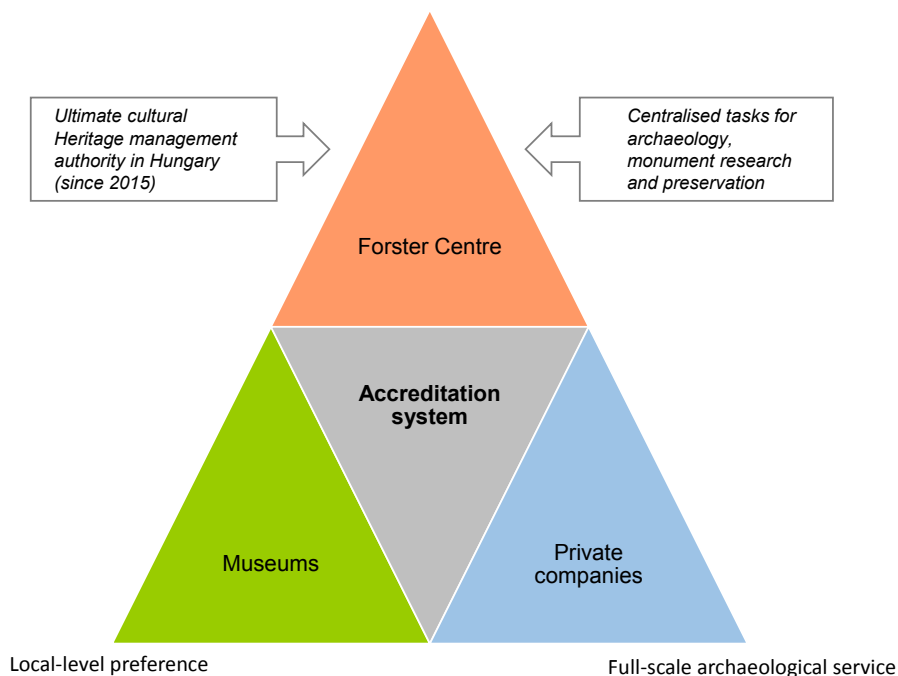 Ultimate cultural
Heritage management
authority in Hungary
(since 2015)
Centralised tasks for
archaeology,
monument research
and preservation
Forster Centre
Accreditation
system
Museums
Private
companies
Local-level preference
Full-scale archaeological service